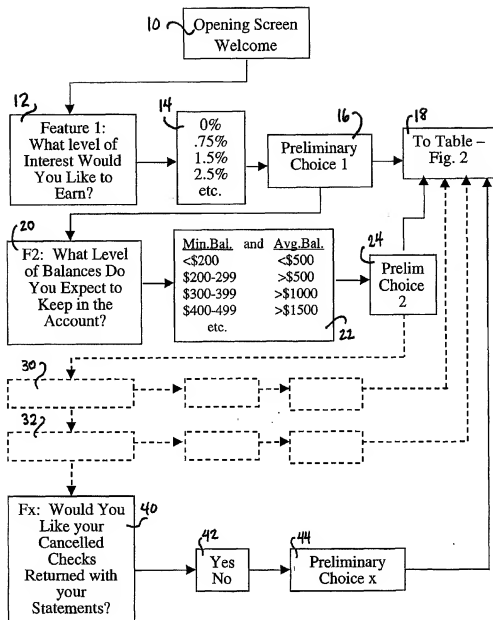 10
Opening Screen
Welcome
12
Feature 1:
What level of
Interest Would
You Like to
Earn?
14
0%
.75%
1.5%
2.5%
etc.
16
Preliminary
Choice 1
18
To Table –
Fig. 2
20
F2: What Level
of Balances Do
You Expect to
Keep in the
Account?
Min.Bal. and Avg.Bal.
<$200 <$500
$200-299 >$500
$300-399 >$1000
$400-499 >$1500
etc.
22
24
Prelim
Choice
2
30
32
Fx: Would You
Like your
Cancelled
Checks
Returned with
your
Statements?
40
42
Yes
No
44
Preliminary
Choice x